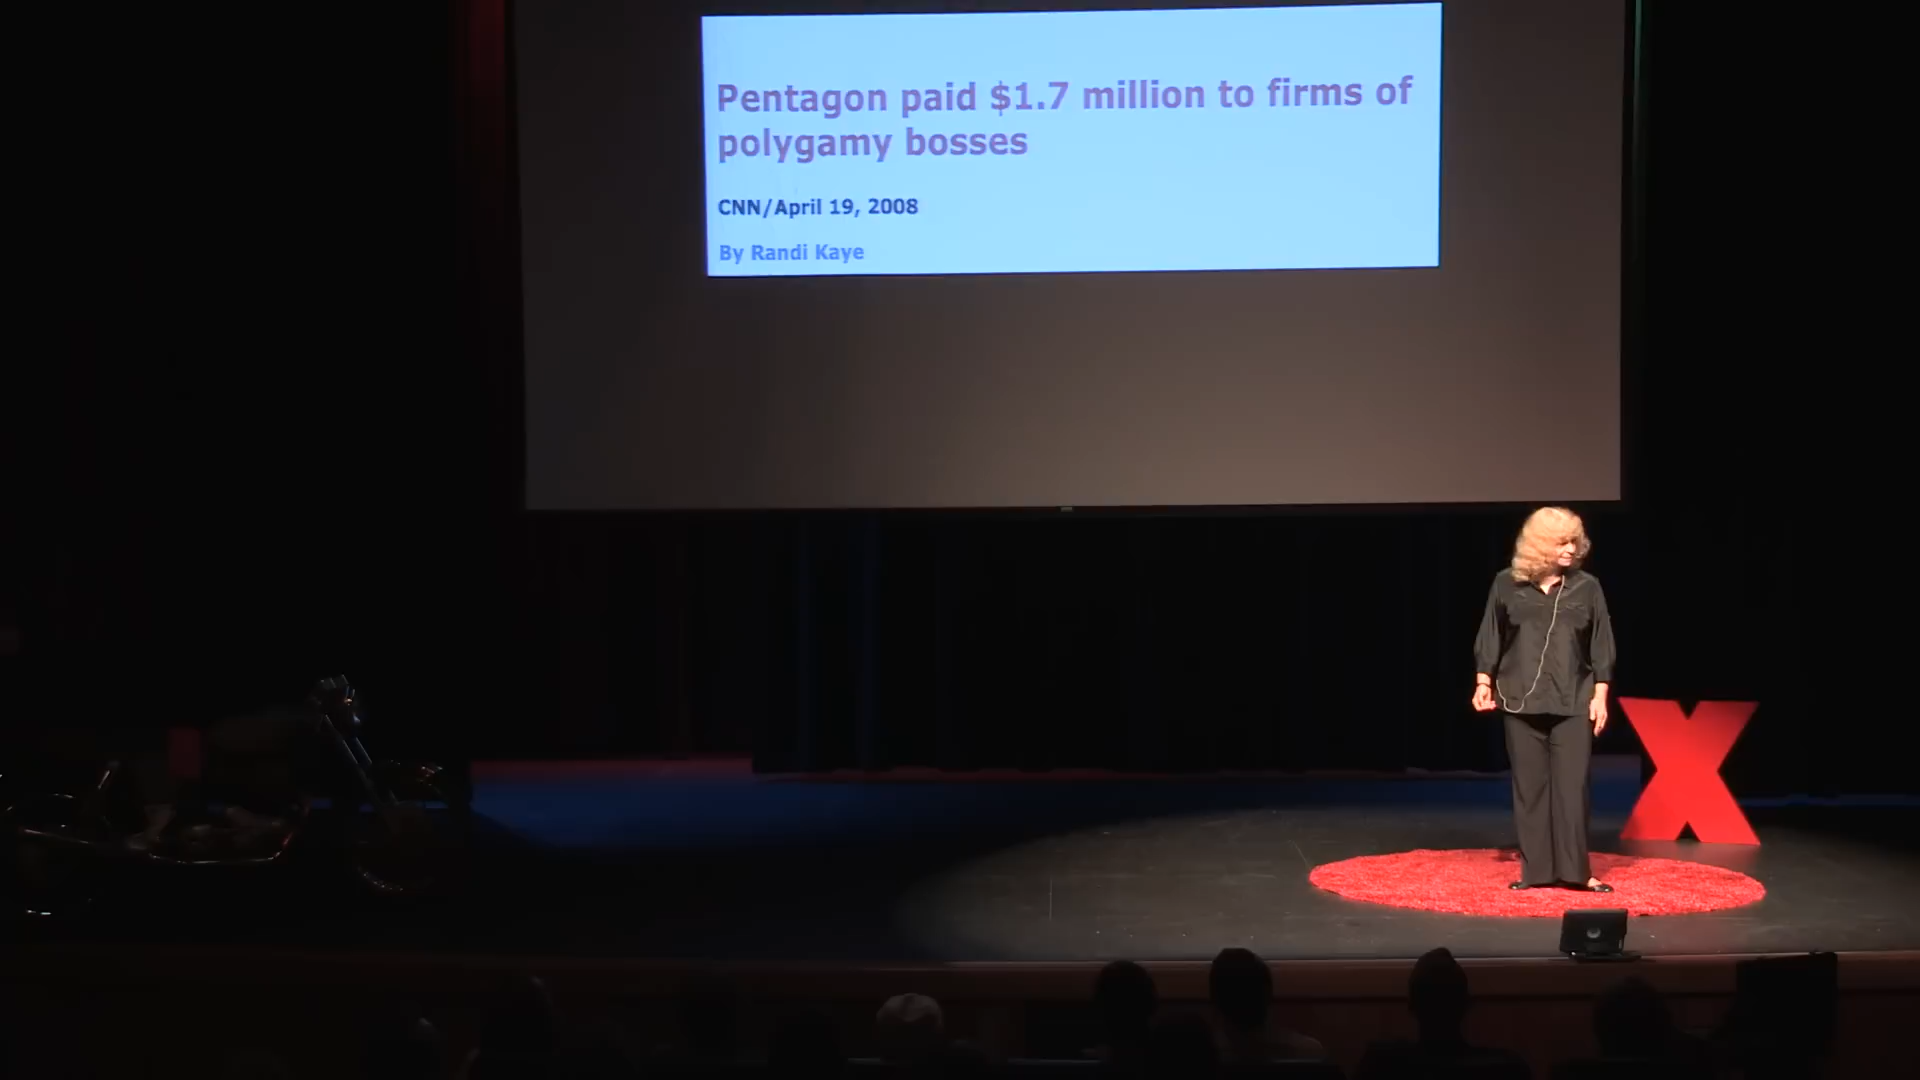 Pentagon paid $1.7 million to firms of
polygamy bosses
CNN/April 19, 2008
By Randi Kaye
X